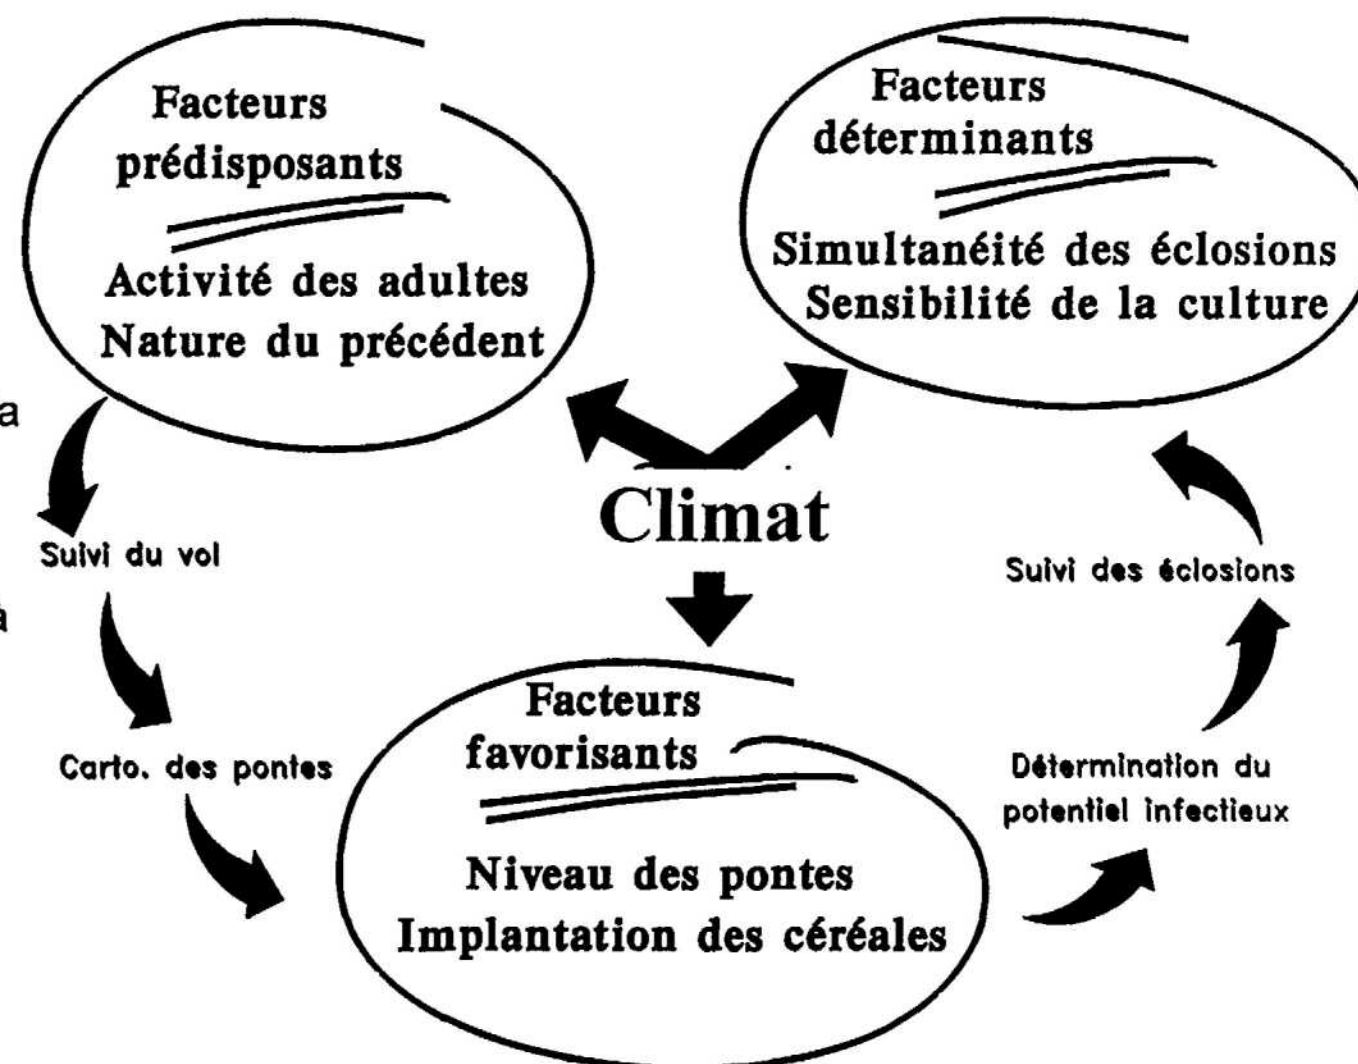 Facteurs
prédisposants
Activité des adultes
Nature du précédent
Facteurs
déterminants
Simultanéité des éclosions
Sensibilité de la culture
a
Climat
Suivi du vol
Suivi des éclosions
à
Carto. des pontes
Facteurs
favorisants
Niveau des pontes
Implantation des céréales
Détermination du
potentiel infectieux